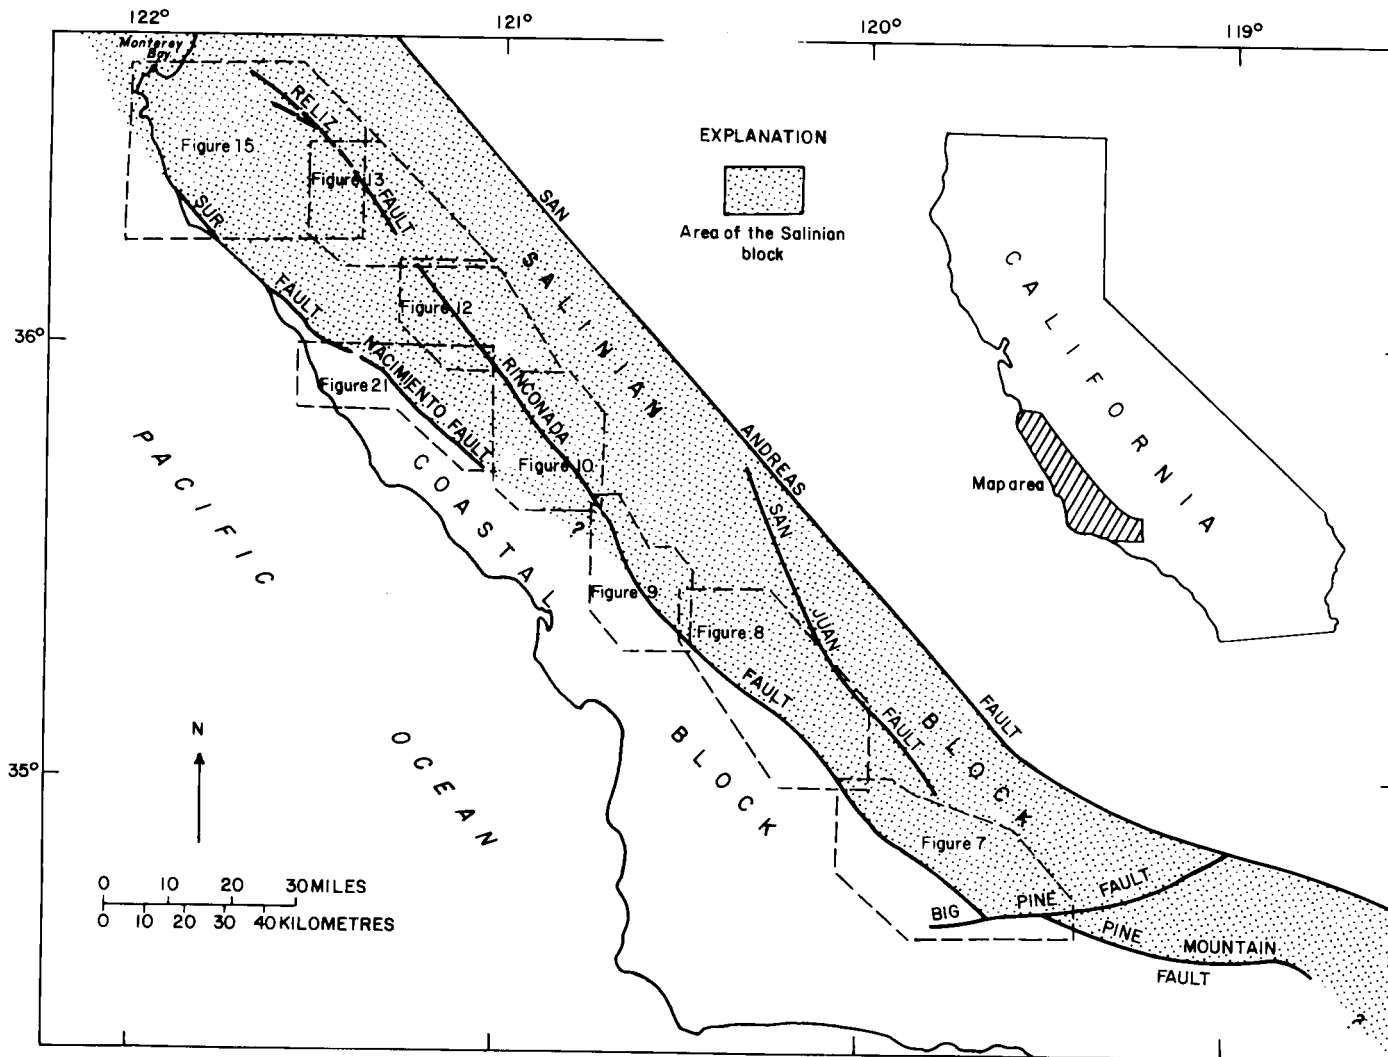 122°
121°
120°
119°
Monterey
Bay
RELIZ
FAULT
Figure 15
Figure 13
SUR
FAULT
SAN
ANDREAS
FAULT
SALINIAN
BLOCK
EXPLANATION
Area of the Salinian
block
CALIFORNIA
Map area
36°
Figure 12
NACIMIENTO FAULT
Figure 21
RINCONADA
FAULT
Figure 10
PACIFIC
OCEAN
COASTAL
BLOCK
?
SAN
JUAN
FAULT
Figure 9
Figure 8
N
35°
Figure 7
0 10 20 30 MILES
0 10 20 30 40 KILOMETRES
BIG
PINE
FAULT
PINE
MOUNTAIN
FAULT
?